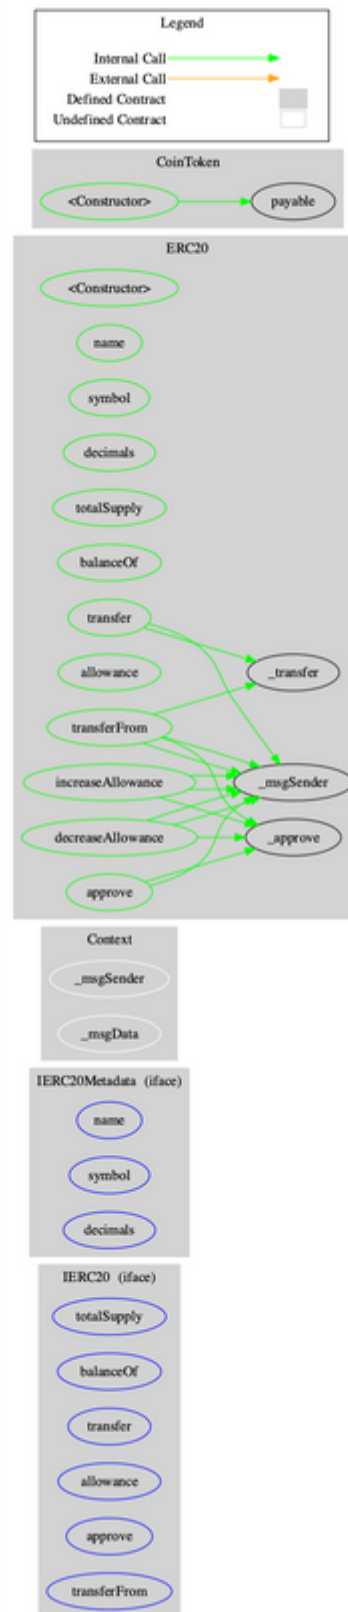 Legend
Internal Call
External Call
Defined Contract
Undefined Contract
CoinToken
<Constructor> payable
ERC20
<Constructor>
name
symbol
decimals
totalSupply
balanceOf
transfer
allowance _transfer
transferFrom
increaseAllowance _msgSender
decreaseAllowance _approve
approve
Context
_msgSender
_msgData
IERC20Metadata (iface)
name
symbol
decimals
IERC20 (iface)
totalSupply
balanceOf
transfer
allowance
approve
transferFrom